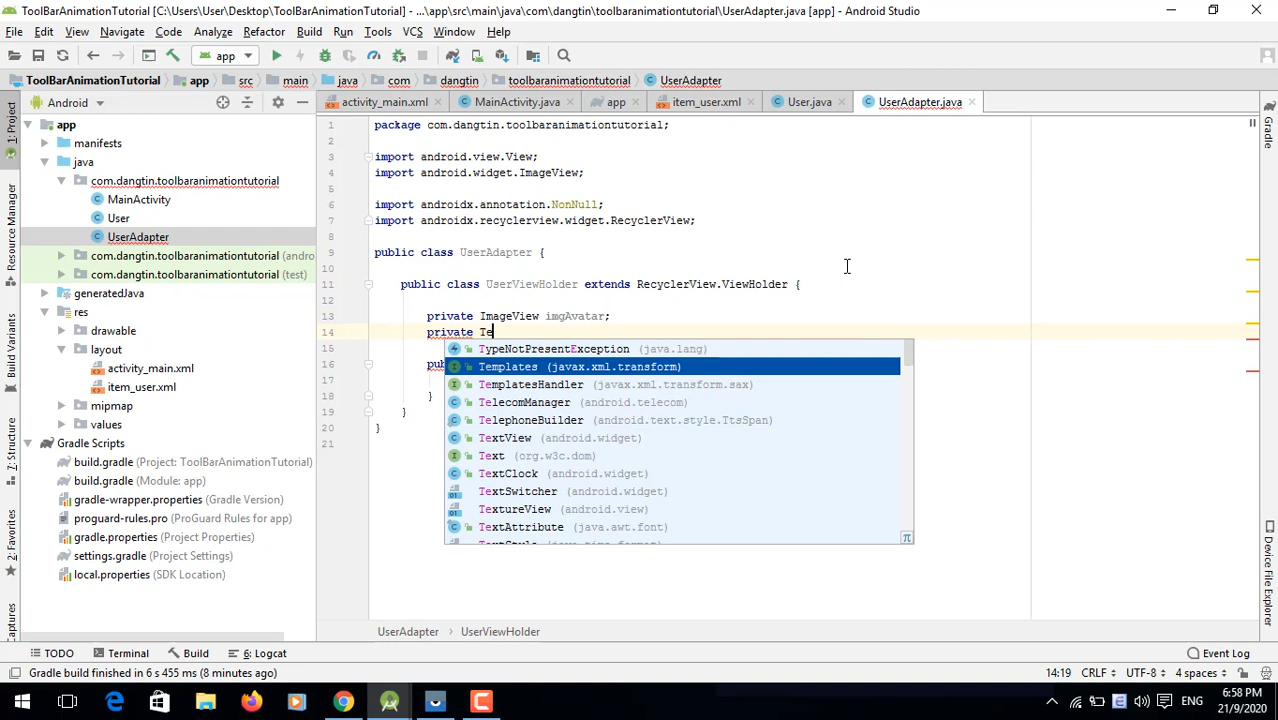 ToolBarAnimationTutorial [C:\Users\User\Desktop\ToolBarAnimationTutorial] - ...\app\src\main\java\com\dangtin\toolbaranimationtutorial\UserAdapter.java [app] - Android Studio
File Edit View Navigate Code Analyze Refactor Build Run Tools VCS Window Help
app
ToolBarAnimationTutorial app src main java com dangtin toolbaranimationtutorial UserAdapter
Android
activity_main.xml MainActivity.java app item_user.xml User.java UserAdapter.java
1: Project
Resource Manager
Build Variants
7: Structure
2: Favorites
Captures
app
manifests
java
com.dangtin.toolbaranimationtutorial
MainActivity
User
UserAdapter
com.dangtin.toolbaranimationtutorial (andro
com.dangtin.toolbaranimationtutorial (test)
generatedJava
res
drawable
layout
activity_main.xml
item_user.xml
mipmap
values
Gradle Scripts
build.gradle (Project: ToolBarAnimationTutorial)
build.gradle (Module: app)
gradle-wrapper.properties (Gradle Version)
proguard-rules.pro (ProGuard Rules for app)
gradle.properties (Project Properties)
settings.gradle (Project Settings)
local.properties (SDK Location)
1 package com.dangtin.toolbaranimationtutorial;
2
3 import android.view.View;
4 import android.widget.ImageView;
5
6 import androidx.annotation.NonNull;
7 import androidx.recyclerview.widget.RecyclerView;
8
9 public class UserAdapter {
10
11 public class UserViewHolder extends RecyclerView.ViewHolder {
12
13 private ImageView imgAvatar;
14 private Te
15
16 pu
17
18 }
19 }
20 }
21
TypeNotPresentException (java.lang)
Templates (javax.xml.transform)
TemplatesHandler (javax.xml.transform.sax)
TelecomManager (android.telecom)
TelephoneBuilder (android.text.style.TtsSpan)
TextView (android.widget)
Text (org.w3c.dom)
TextClock (android.widget)
TextSwitcher (android.widget)
TextureView (android.view)
TextAttribute (java.awt.font)
TextStyle (java.time.format)
π
Gradle
Device File Explorer
UserAdapter UserViewHolder
TODO Terminal Build 6: Logcat Event Log
Gradle build finished in 6 s 455 ms (8 minutes ago) 14:19 CRLF UTF-8 4 spaces
ENG
6:58 PM
21/9/2020